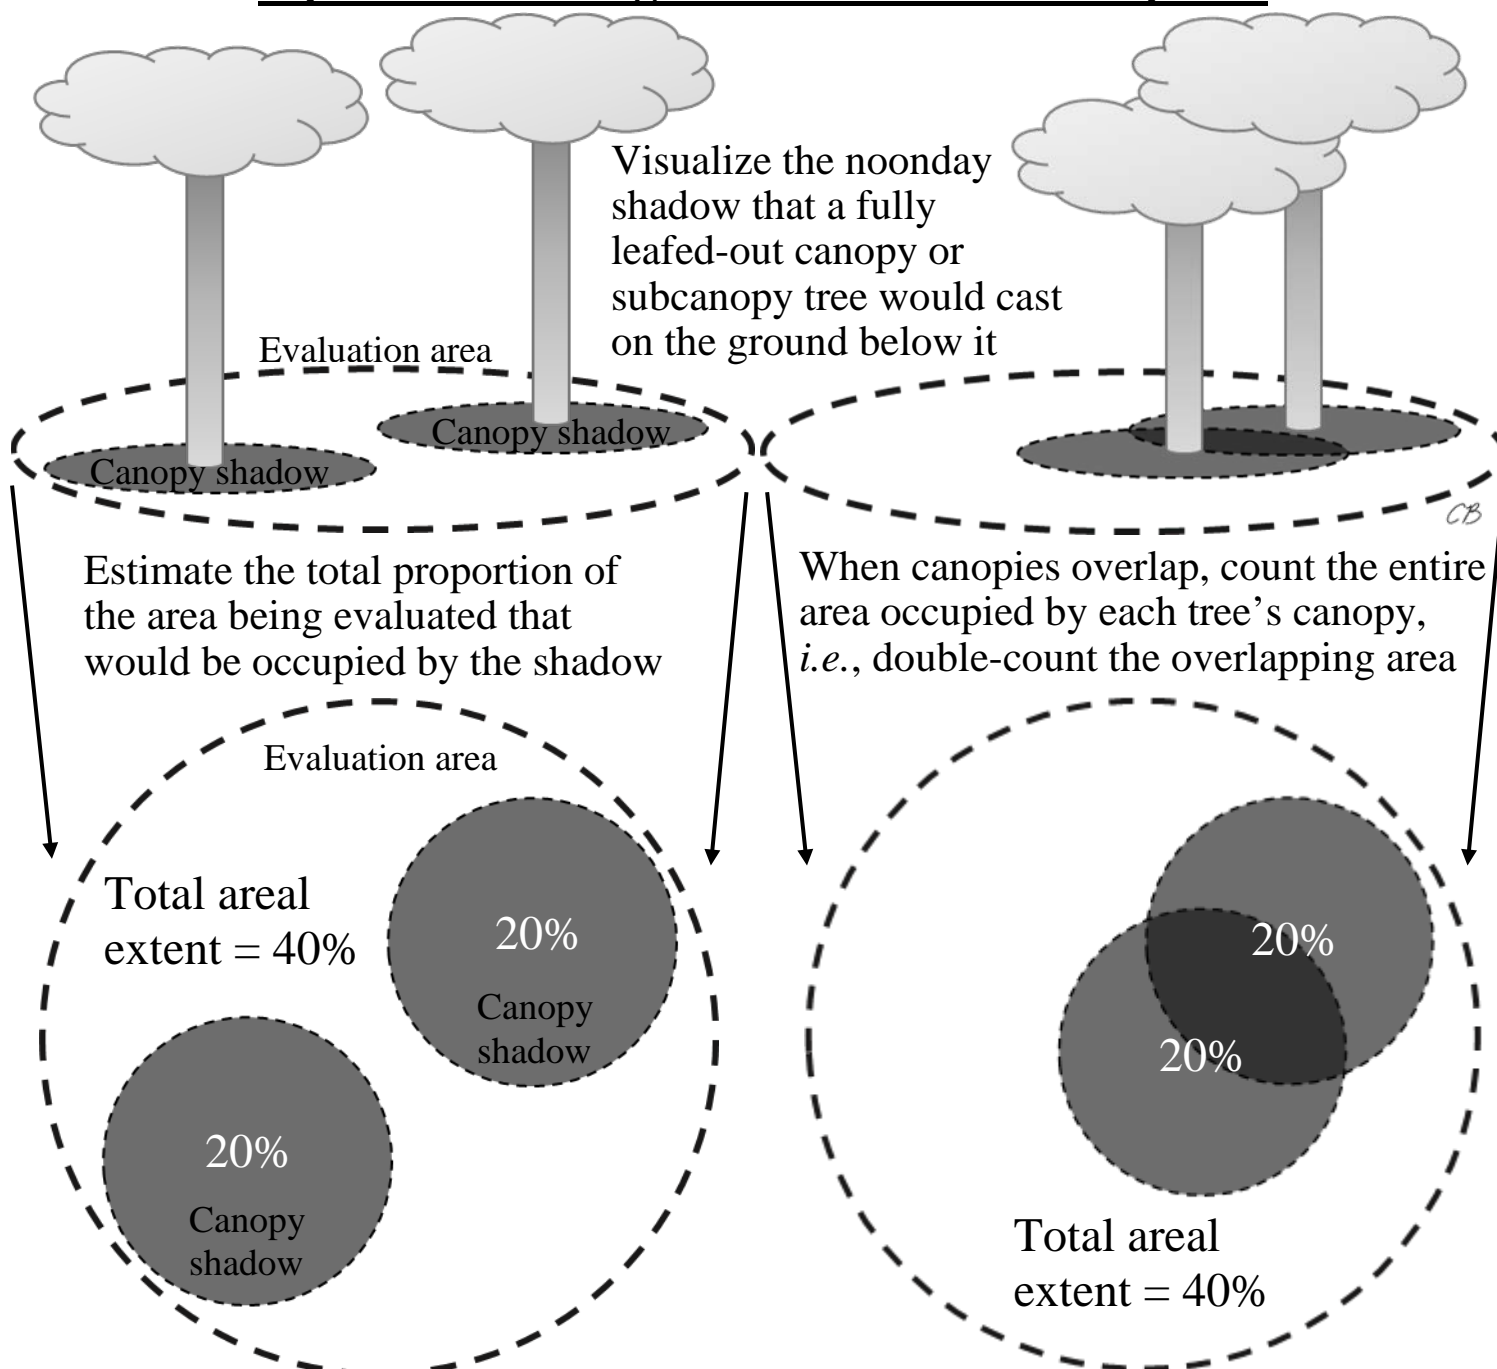 Visualize the noonday
shadow that a fully
leafed-out canopy or
subcanopy tree would cast
on the ground below it
Evaluation area
Canopy shadow
Canopy shadow
CB
Estimate the total proportion of
the area being evaluated that
would be occupied by the shadow
When canopies overlap, count the entire
area occupied by each tree’s canopy,
i.e., double-count the overlapping area
Evaluation area
Total areal
extent = 40%
20%
Canopy
shadow
20%
Canopy
shadow
20%
20%
Total areal
extent = 40%